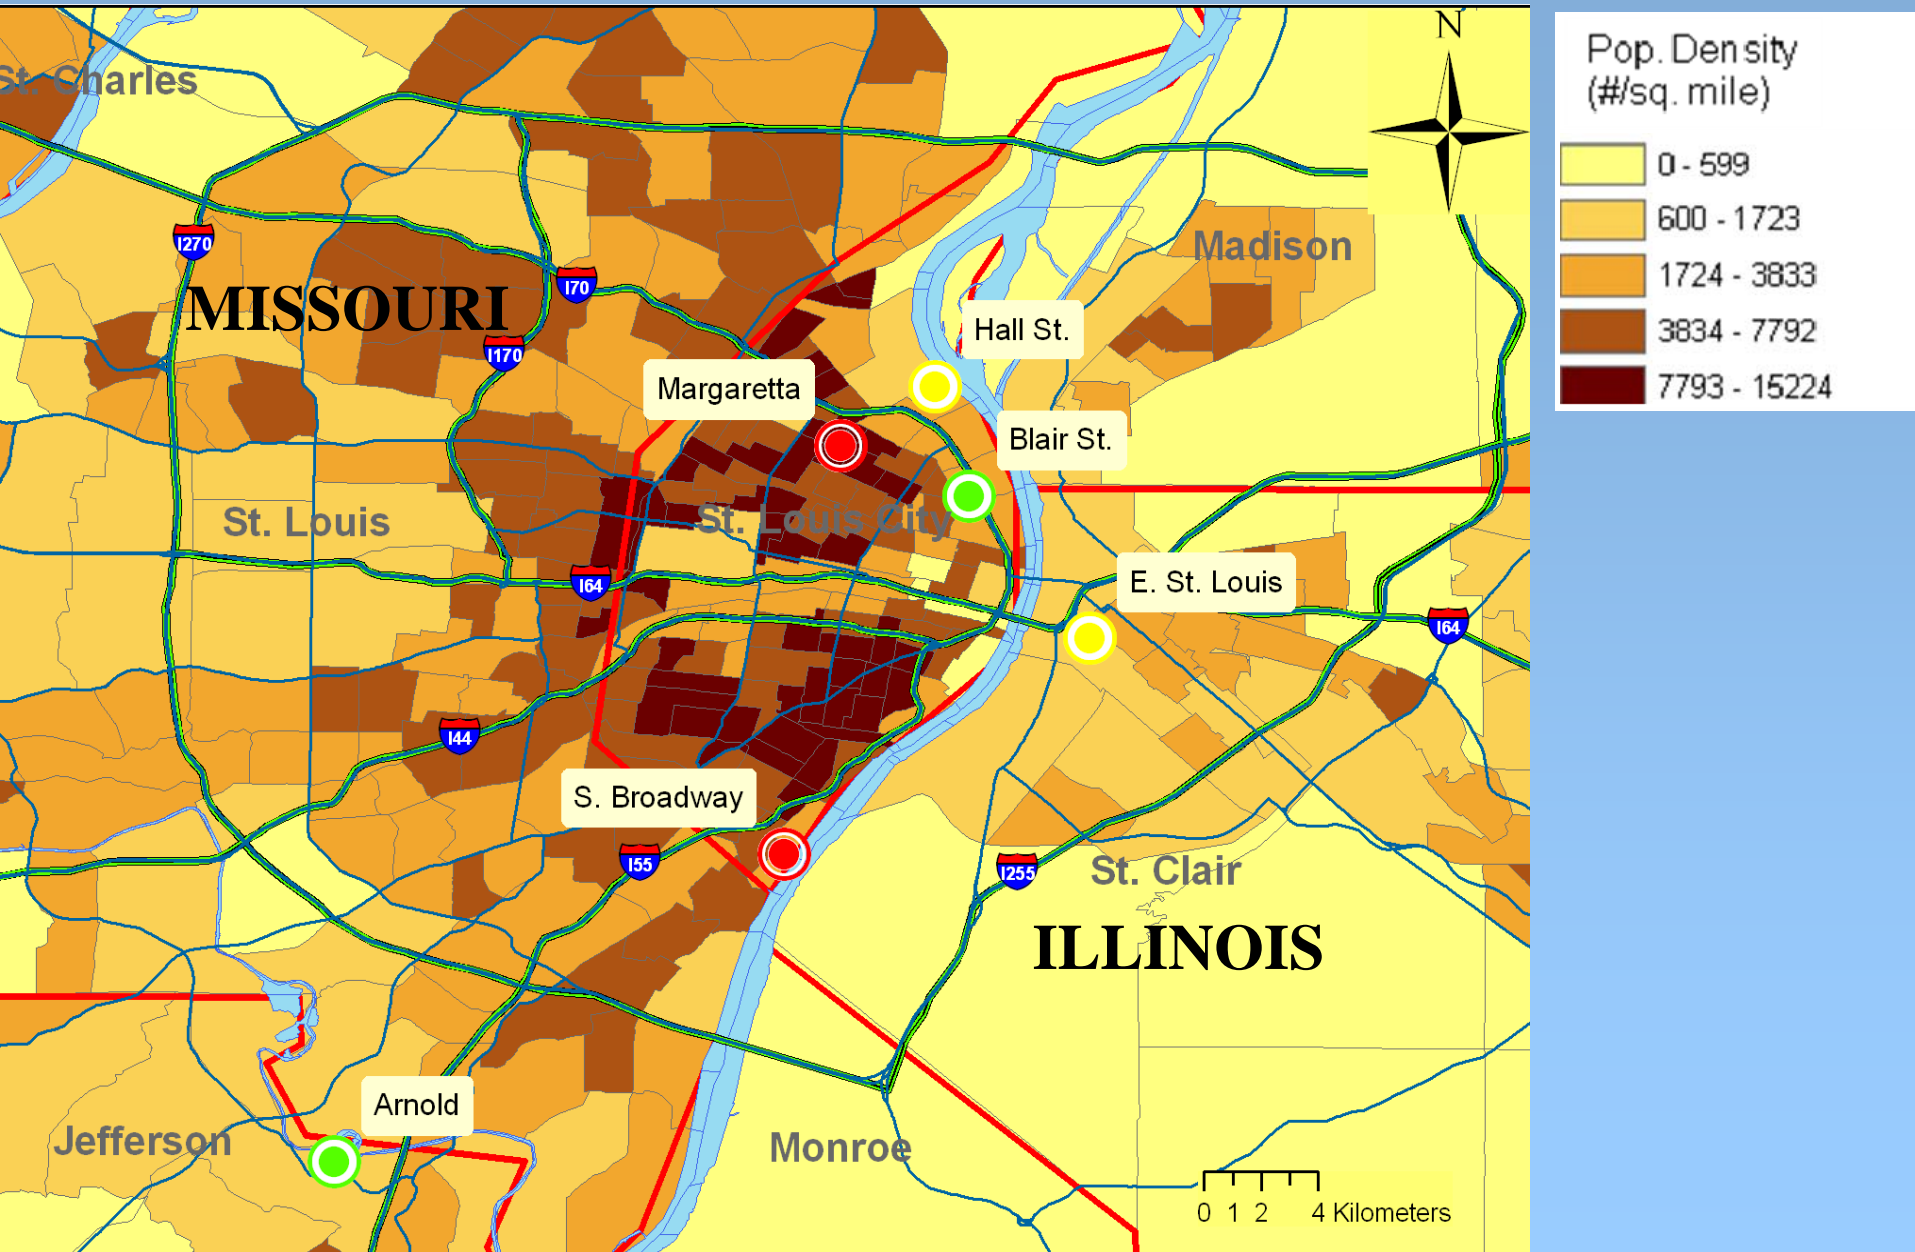 N
St. Charles
Pop. Density
(#/sq. mile)
0 - 599
600 - 1723
1724 - 3833
3834 - 7792
7793 - 15224
I270
Madison
MISSOURI
I70
Hall St.
I170
Margaretta
Blair St.
St. Louis
St. Louis City
I64
E. St. Louis
I64
I44
S. Broadway
I55
I255
St. Clair
ILLINOIS
Arnold
Jefferson
Monroe
0 1 2 4 Kilometers